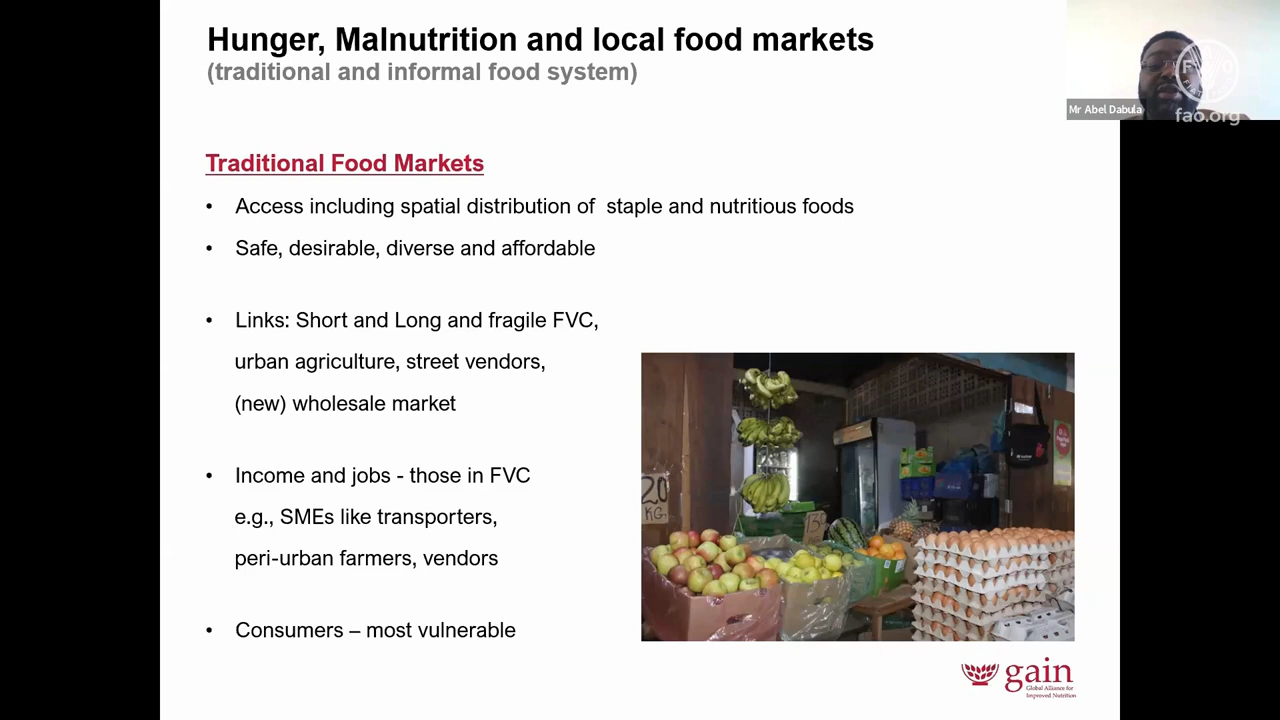 Hunger, Malnutrition and local food markets
(traditional and informal food system)
Mr Abel Dabula
fao.org
Traditional Food Markets
• Access including spatial distribution of staple and nutritious foods
• Safe, desirable, diverse and affordable
• Links: Short and Long and fragile FVC,
urban agriculture, street vendors,
(new) wholesale market
• Income and jobs - those in FVC
e.g., SMEs like transporters,
peri-urban farmers, vendors
• Consumers – most vulnerable
20
KG
130
gain
Global Alliance for
Improved Nutrition